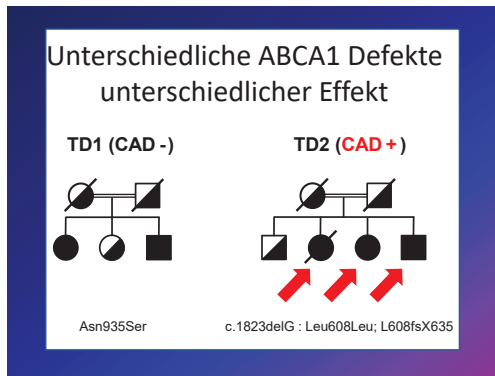 Unterschiedliche ABCA1 Defekte
unterschiedlicher Effekt
TD1 (CAD -)
TD2 (CAD + )
Asn935Ser
c.1823delG : Leu608Leu; L608fsX635